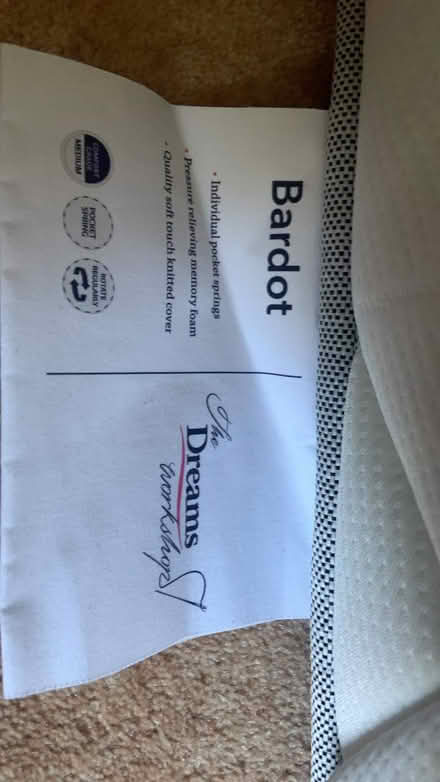 Bardot
· Individual pocket springs
· Pressure relieving memory foam
· Quality soft touch knitted cover
COMFORT GRADE
MEDIUM
POCKET
SPRING
ROTATE
REGULARLY
The
Dreams
workshop